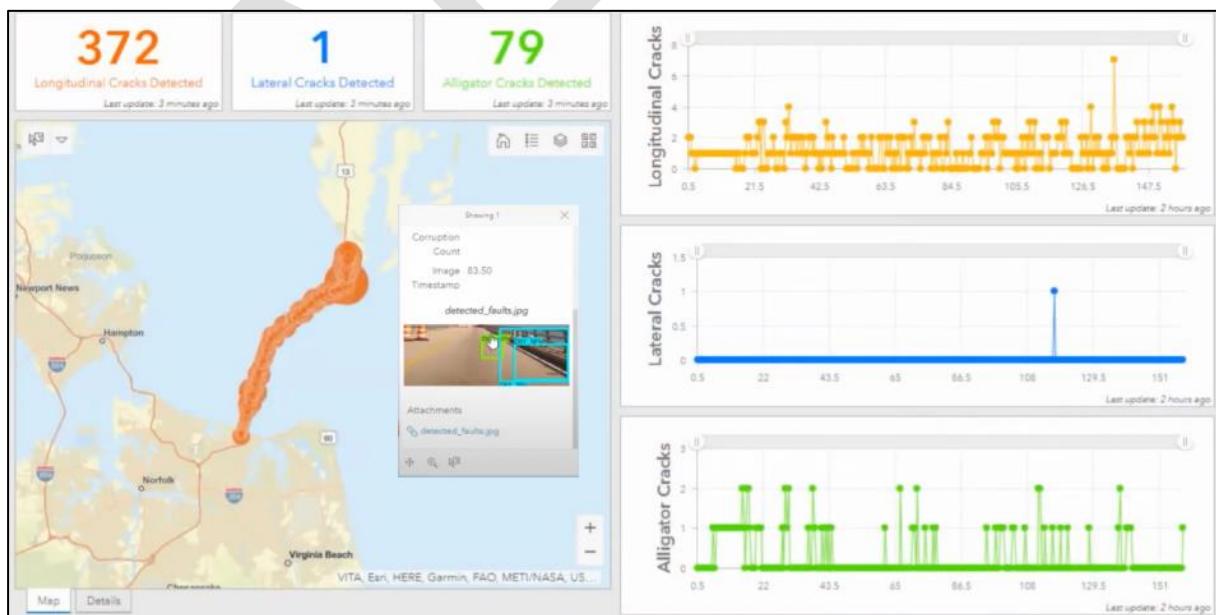 372
Longitudinal Cracks Detected
Last update: 3 minutes ago
1
Lateral Cracks Detected
Last update: 3 minutes ago
79
Alligator Cracks Detected
Last update: 3 minutes ago
13
Poquoson
Newport News
Hampton
Norfolk
60
Virginia Beach
Chesapeake
VITA, Esri, HERE, Garmin, FAO, METI/NASA, US...
Showing 1
Corruption
Count
Image 83.50
Timestamp
detected_faults.jpg
Attachments
detected_faults.jpg
+
−
Map Details
Longitudinal Cracks
8
6
4
2
0
0.5 21.5 42.5 63.5 84.5 105.5 126.5 147.5
Last update: 2 hours ago
Lateral Cracks
1.5
1
0.5
0
0.5 22 43.5 65 86.5 108 129.5 151
Last update: 2 hours ago
Alligator Cracks
3
2
1
0
0.5 22 43.5 65 86.5 108 129.5 151
Last update: 2 hours ago